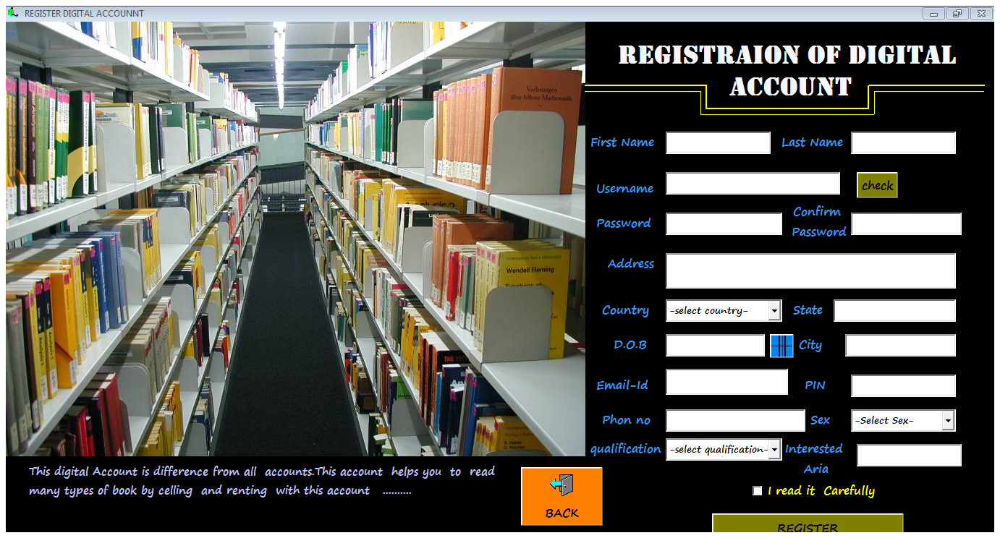 REGISTER DIGITAL ACCOUNNT
REGISTRAION OF DIGITAL
ACCOUNT
First Name
Last Name
Username
check
Password
Confirm
Password
Address
Country
-select country-
State
D.O.B
City
Email-Id
PIN
Phon no
Sex
-Select Sex-
qualification
-select qualification-
Interested
Aria
I read it Carefully
REGISTER
Vorlesungen
über höhere Mathematik
Wendell Fleming
Functions of
This digital Account is difference from all accounts.This account helps you to read
many types of book by celling and renting with this account ..........
BACK